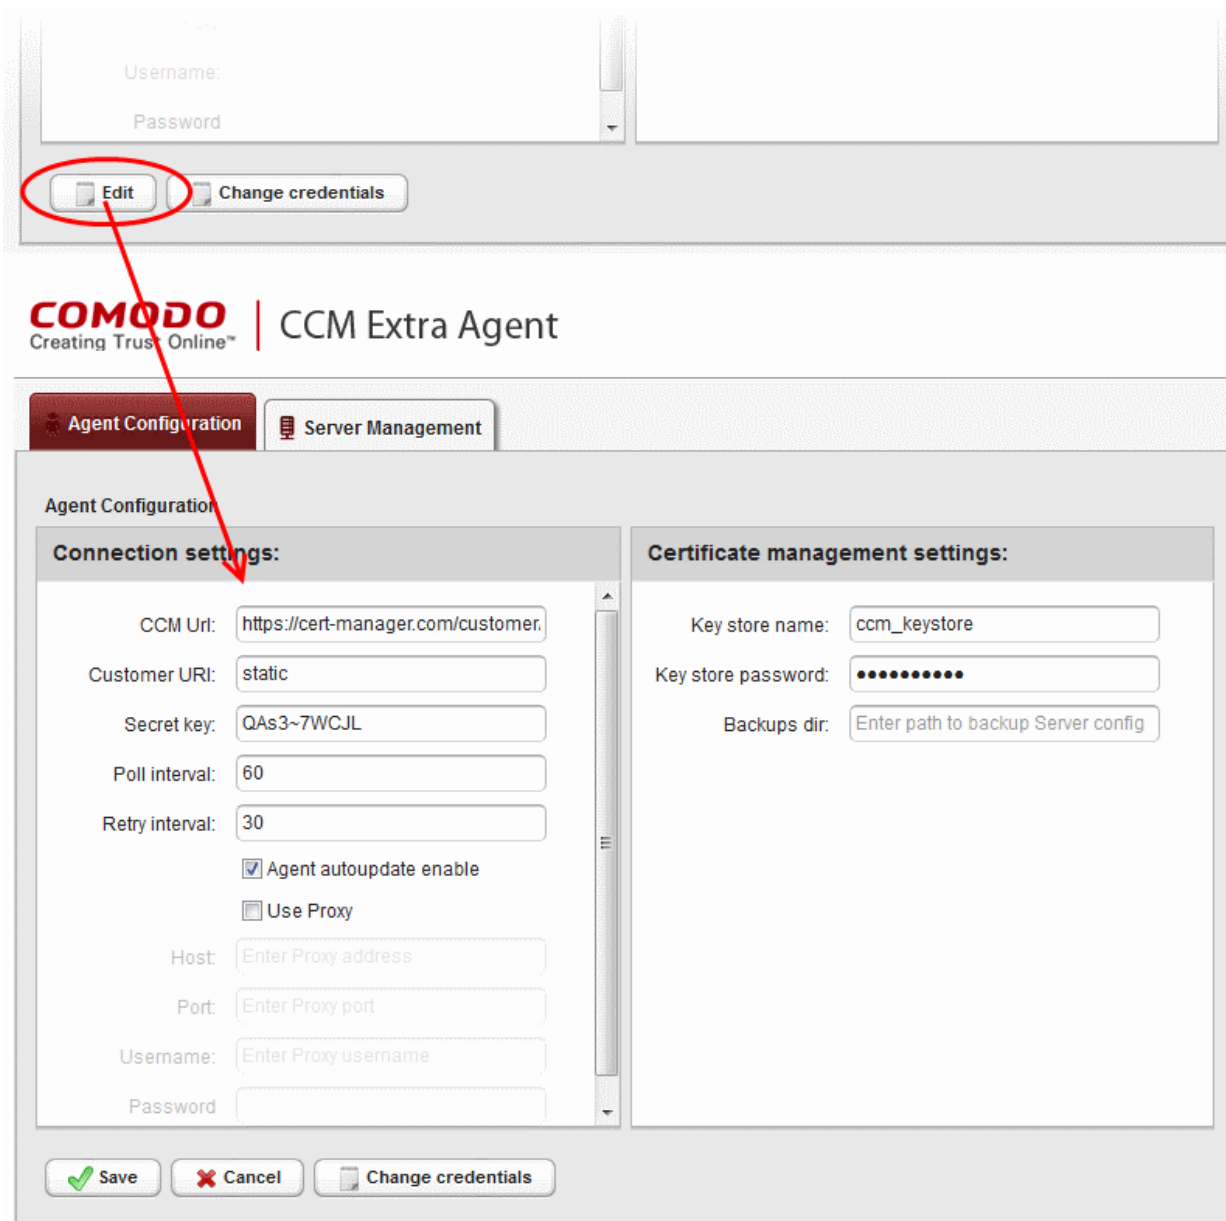 Username:
Password
Edit
Change credentials
COMODO
Creating Trust Online™
CCM Extra Agent
Agent Configuration
Server Management
Agent Configuration
Connection settings:
Certificate management settings:
CCM Url: https://cert-manager.com/customer/
Key store name: ccm_keystore
Customer URI: static
Key store password: ••••••••••
Secret key: QAs3~7WCJL
Backups dir: Enter path to backup Server config
Poll interval: 60
Retry interval: 30
Agent autoupdate enable
Use Proxy
Host: Enter Proxy address
Port: Enter Proxy port
Username: Enter Proxy username
Password
Save
Cancel
Change credentials